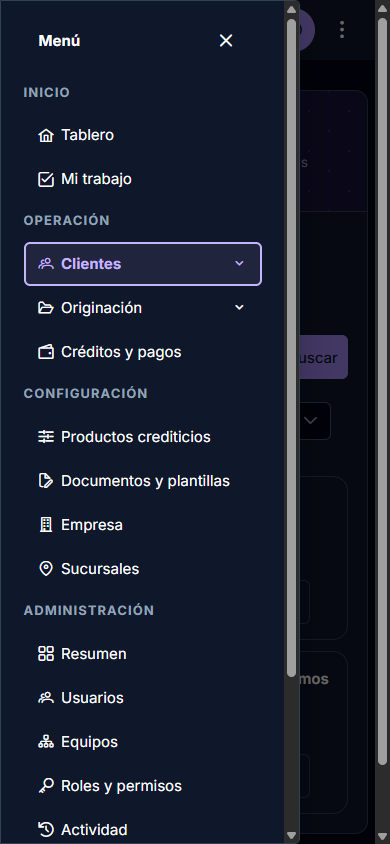 Menú
INICIO
Tablero
Mi trabajo
OPERACIÓN
Clientes
Originación
Créditos y pagos
CONFIGURACIÓN
Productos crediticios
Documentos y plantillas
Empresa
Sucursales
ADMINISTRACIÓN
Resumen
Usuarios
Equipos
Roles y permisos
Actividad